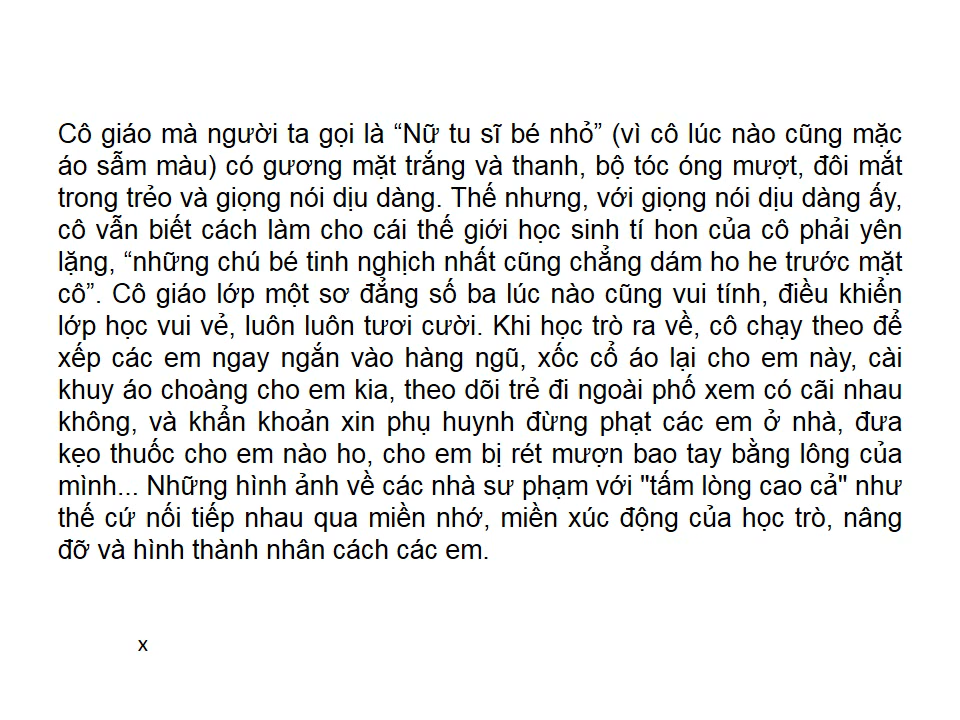 Cô giáo mà người ta gọi là “Nữ tu sĩ bé nhỏ” (vì cô lúc nào cũng mặc
áo sẫm màu) có gương mặt trắng và thanh, bộ tóc óng mượt, đôi mắt
trong trẻo và giọng nói dịu dàng. Thế nhưng, với giọng nói dịu dàng ấy,
cô vẫn biết cách làm cho cái thế giới học sinh tí hon của cô phải yên
lặng, “những chú bé tinh nghịch nhất cũng chẳng dám ho he trước mặt
cô”. Cô giáo lớp một sơ đẳng số ba lúc nào cũng vui tính, điều khiển
lớp học vui vẻ, luôn luôn tươi cười. Khi học trò ra về, cô chạy theo để
xếp các em ngay ngắn vào hàng ngũ, xốc cổ áo lại cho em này, cài
khuy áo choàng cho em kia, theo dõi trẻ đi ngoài phố xem có cãi nhau
không, và khẩn khoản xin phụ huynh đừng phạt các em ở nhà, đưa
kẹo thuốc cho em nào ho, cho em bị rét mượn bao tay bằng lông của
mình... Những hình ảnh về các nhà sư phạm với "tấm lòng cao cả" như
thế cứ nối tiếp nhau qua miền nhớ, miền xúc động của học trò, nâng
đỡ và hình thành nhân cách các em.
x